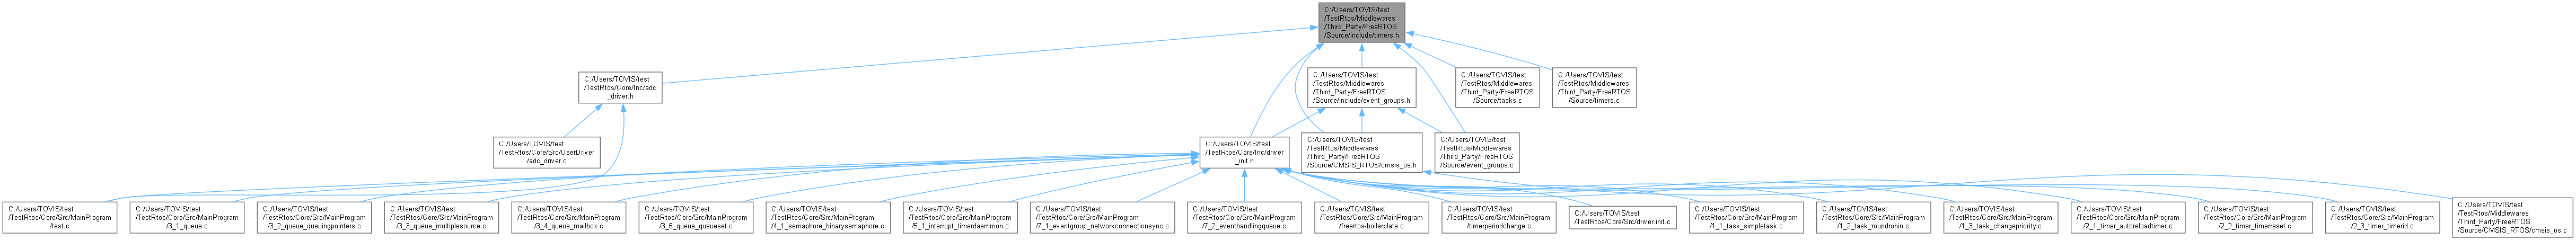 C:/Users/TOVIS/test
/TestRtos/Middlewares
/Third_Party/FreeRTOS
/Source/include/timers.h
C:/Users/TOVIS/test
/TestRtos/Core/Inc/adc
_driver.h
C:/Users/TOVIS/test
/TestRtos/Middlewares
/Third_Party/FreeRTOS
/Source/include/event_groups.h
C:/Users/TOVIS/test
/TestRtos/Middlewares
/Third_Party/FreeRTOS
/Source/tasks.c
C:/Users/TOVIS/test
/TestRtos/Middlewares
/Third_Party/FreeRTOS
/Source/timers.c
C:/Users/TOVIS/test
/TestRtos/Core/Src/UserDriver
/adc_driver.c
C:/Users/TOVIS/test
/TestRtos/Core/Inc/driver
_init.h
C:/Users/TOVIS/test
/TestRtos/Middlewares
/Third_Party/FreeRTOS
/Source/CMSIS_RTOS/cmsis_os.h
C:/Users/TOVIS/test
/TestRtos/Middlewares
/Third_Party/FreeRTOS
/Source/event_groups.c
C:/Users/TOVIS/test
/TestRtos/Core/Src/MainProgram
/test.c
C:/Users/TOVIS/test
/TestRtos/Core/Src/MainProgram
/3_1_queue.c
C:/Users/TOVIS/test
/TestRtos/Core/Src/MainProgram
/3_2_queue_queuingpointers.c
C:/Users/TOVIS/test
/TestRtos/Core/Src/MainProgram
/3_3_queue_multiplesource.c
C:/Users/TOVIS/test
/TestRtos/Core/Src/MainProgram
/3_4_queue_mailbox.c
C:/Users/TOVIS/test
/TestRtos/Core/Src/MainProgram
/3_5_queue_queueset.c
C:/Users/TOVIS/test
/TestRtos/Core/Src/MainProgram
/4_1_semaphore_binarysemaphore.c
C:/Users/TOVIS/test
/TestRtos/Core/Src/MainProgram
/5_1_interrupt_timerdaemmon.c
C:/Users/TOVIS/test
/TestRtos/Core/Src/MainProgram
/7_1_eventgroup_networkconnectionsync.c
C:/Users/TOVIS/test
/TestRtos/Core/Src/MainProgram
/7_2_eventhandlingqueue.c
C:/Users/TOVIS/test
/TestRtos/Core/Src/MainProgram
/freertos-boilerplate.c
C:/Users/TOVIS/test
/TestRtos/Core/Src/MainProgram
/timerperiodchange.c
C:/Users/TOVIS/test
/TestRtos/Core/Src/driver.init.c
C:/Users/TOVIS/test
/TestRtos/Core/Src/MainProgram
/1_1_task_simpletask.c
C:/Users/TOVIS/test
/TestRtos/Core/Src/MainProgram
/1_2_task_roundrobin.c
C:/Users/TOVIS/test
/TestRtos/Core/Src/MainProgram
/1_3_task_changepriority.c
C:/Users/TOVIS/test
/TestRtos/Core/Src/MainProgram
/2_1_timer_autoreloadtimer.c
C:/Users/TOVIS/test
/TestRtos/Core/Src/MainProgram
/2_2_timer_timerreset.c
C:/Users/TOVIS/test
/TestRtos/Core/Src/MainProgram
/2_3_timer_timerid.c
C:/Users/TOVIS/test
/TestRtos/Middlewares
/Third_Party/FreeRTOS
/Source/CMSIS_RTOS/cmsis_os.c